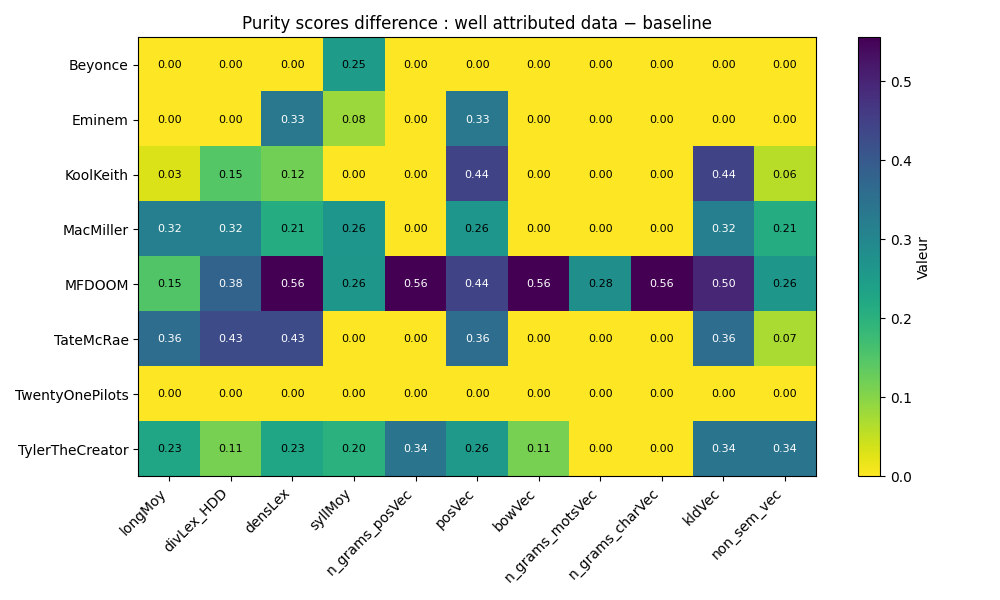 Purity scores difference : well attributed data − baseline
Beyonce 0.00 0.00 0.00 0.25 0.00 0.00 0.00 0.00 0.00 0.00 0.00
Eminem 0.00 0.00 0.33 0.08 0.00 0.33 0.00 0.00 0.00 0.00 0.00
KoolKeith 0.03 0.15 0.12 0.00 0.00 0.44 0.00 0.00 0.00 0.44 0.06
MacMiller 0.32 0.32 0.21 0.26 0.00 0.26 0.00 0.00 0.00 0.32 0.21
MFDOOM 0.15 0.38 0.56 0.26 0.56 0.44 0.56 0.28 0.56 0.50 0.26
TateMcRae 0.36 0.43 0.43 0.00 0.00 0.36 0.00 0.00 0.00 0.36 0.07
TwentyOnePilots 0.00 0.00 0.00 0.00 0.00 0.00 0.00 0.00 0.00 0.00 0.00
TylerTheCreator 0.23 0.11 0.23 0.20 0.34 0.26 0.11 0.00 0.00 0.34 0.34
longMoy
divLex_HDD
densLex
syllMoy
n_grams_posVec
posVec
bowVec
n_grams_motsVec
n_grams_charVec
kldVec
non_sem_vec
0.5
0.4
0.3
0.2
0.1
0.0
Valeur